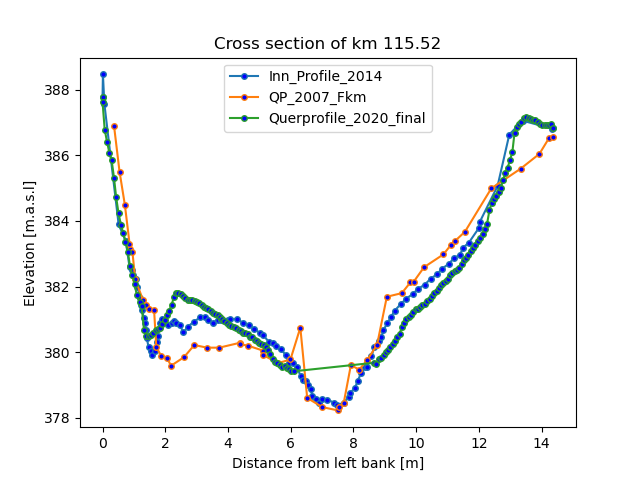 Cross section of km 115.52
Inn_Profile_2014
QP_2007_Fkm
Querprofile_2020_final
Elevation [m.a.s.l]
388
386
384
382
380
378
0 2 4 6 8 10 12 14
Distance from left bank [m]